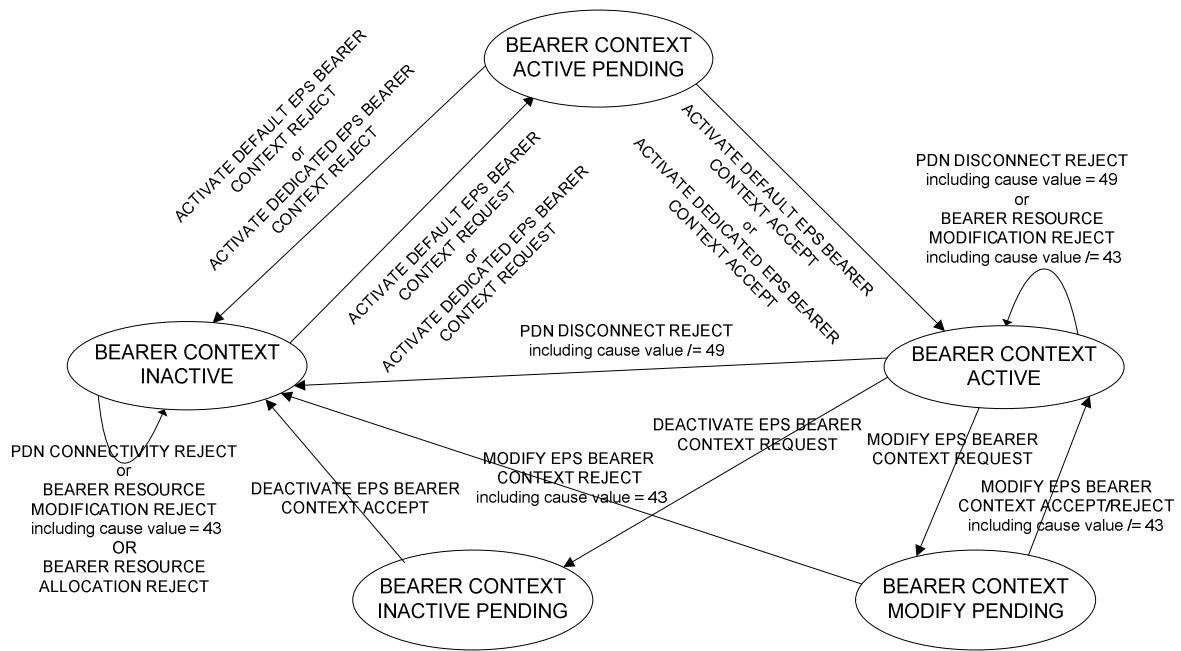 BEARER CONTEXT
ACTIVE PENDING
ACTIVATE DEFAULT EPS BEARER
CONTEXT REJECT
or
ACTIVATE DEDICATED EPS BEARER
CONTEXT REJECT
ACTIVATE DEFAULT EPS BEARER
CONTEXT REQUEST
or
ACTIVATE DEDICATED EPS BEARER
CONTEXT REQUEST
ACTIVATE DEFAULT EPS BEARER
CONTEXT ACCEPT
or
ACTIVATE DEDICATED EPS BEARER
CONTEXT ACCEPT
PDN DISCONNECT REJECT
including cause value = 49
or
BEARER RESOURCE
MODIFICATION REJECT
including cause value /= 43
BEARER CONTEXT
INACTIVE
PDN DISCONNECT REJECT
including cause value /= 49
BEARER CONTEXT
ACTIVE
PDN CONNECTIVITY REJECT
or
BEARER RESOURCE
MODIFICATION REJECT
including cause value = 43
OR
BEARER RESOURCE
ALLOCATION REJECT
DEACTIVATE EPS BEARER
CONTEXT ACCEPT
MODIFY EPS BEARER
CONTEXT REJECT
including cause value = 43
DEACTIVATE EPS BEARER
CONTEXT REQUEST
MODIFY EPS BEARER
CONTEXT REQUEST
MODIFY EPS BEARER
CONTEXT ACCEPT/REJECT
including cause value /= 43
BEARER CONTEXT
INACTIVE PENDING
BEARER CONTEXT
MODIFY PENDING